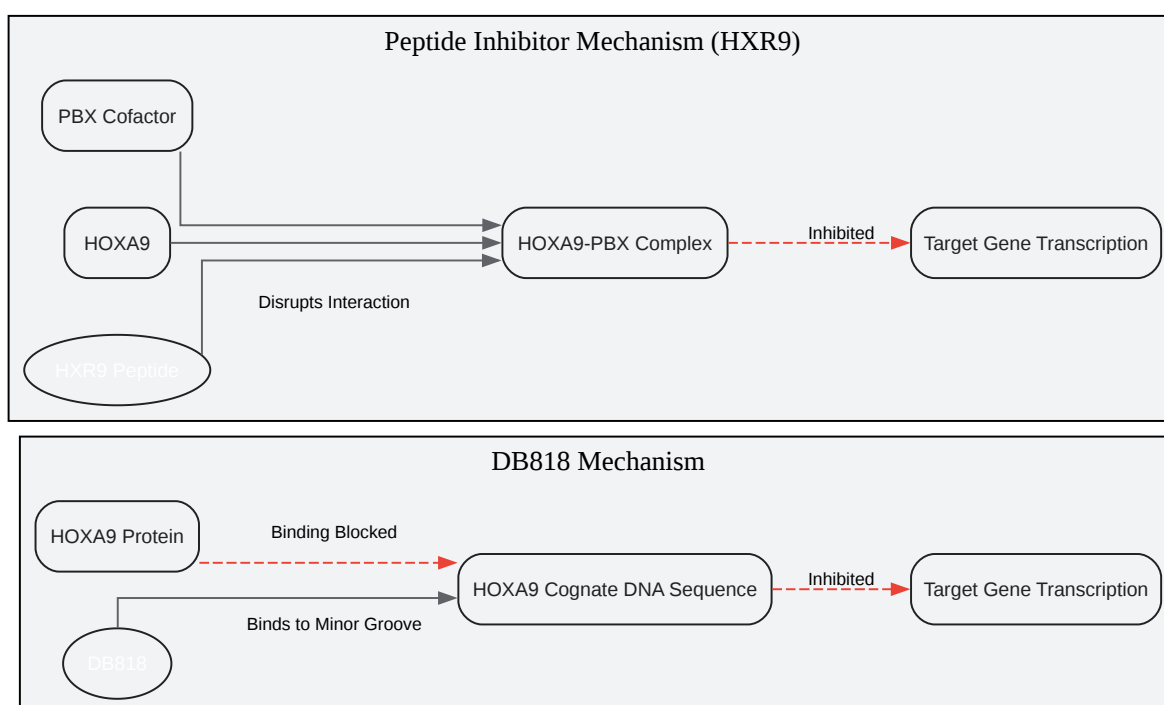 Peptide Inhibitor Mechanism (HXR9)
PBX Cofactor
HOXA9
HOXA9-PBX Complex
Inhibited
Target Gene Transcription
Disrupts Interaction
HXR9 Peptide
DB818 Mechanism
HOXA9 Protein
Binding Blocked
HOXA9 Cognate DNA Sequence
Inhibited
Target Gene Transcription
Binds to Minor Groove
DB818